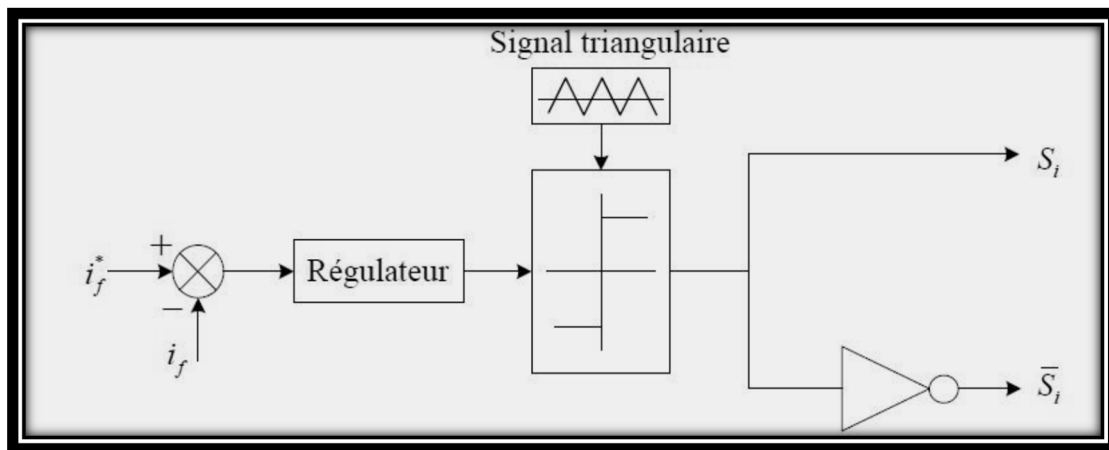 Signal triangulaire
S_i
+
i_f^*
Régulateur
−
i_f
S̅_i